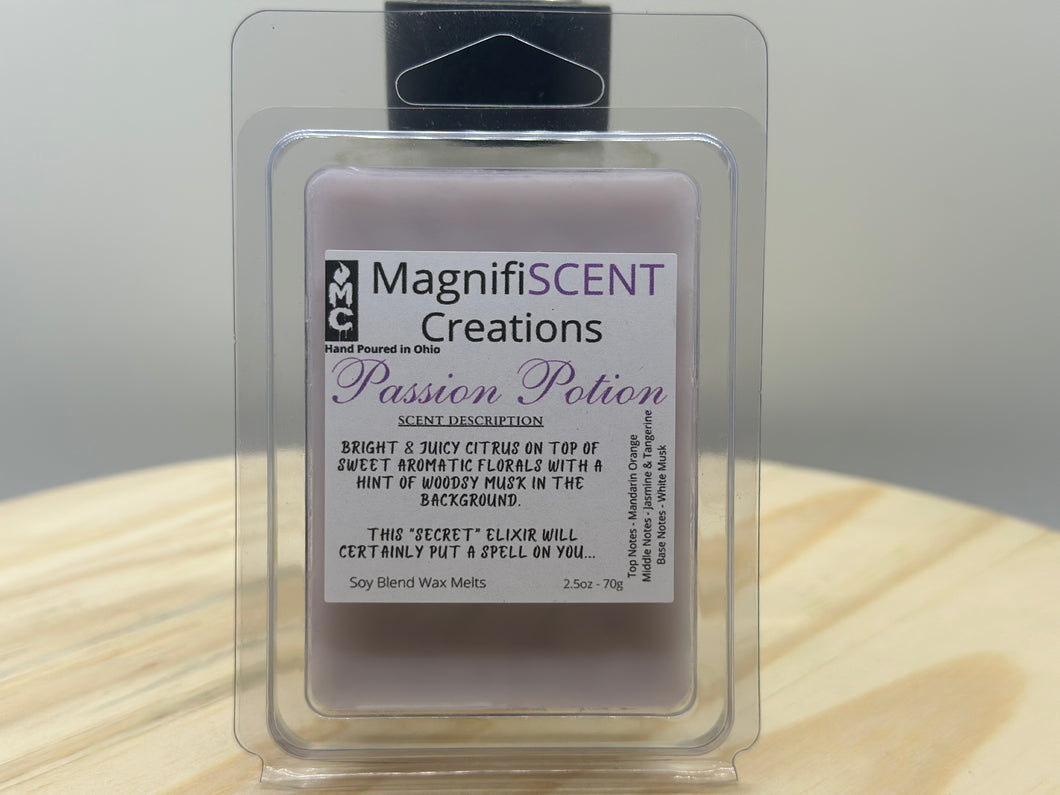 MC
MagnifiSCENT
Creations
Hand Poured in Ohio
Passion Potion
SCENT DESCRIPTION
BRIGHT & JUICY CITRUS ON TOP OF
SWEET AROMATIC FLORALS WITH A
HINT OF WOODSY MUSK IN THE
BACKGROUND.
THIS "SECRET" ELIXIR WILL
CERTAINLY PUT A SPELL ON YOU...
Soy Blend Wax Melts
2.5oz - 70g
Top Notes - Mandarin Orange
Middle Notes - Jasmine & Tangerine
Base Notes - White Musk